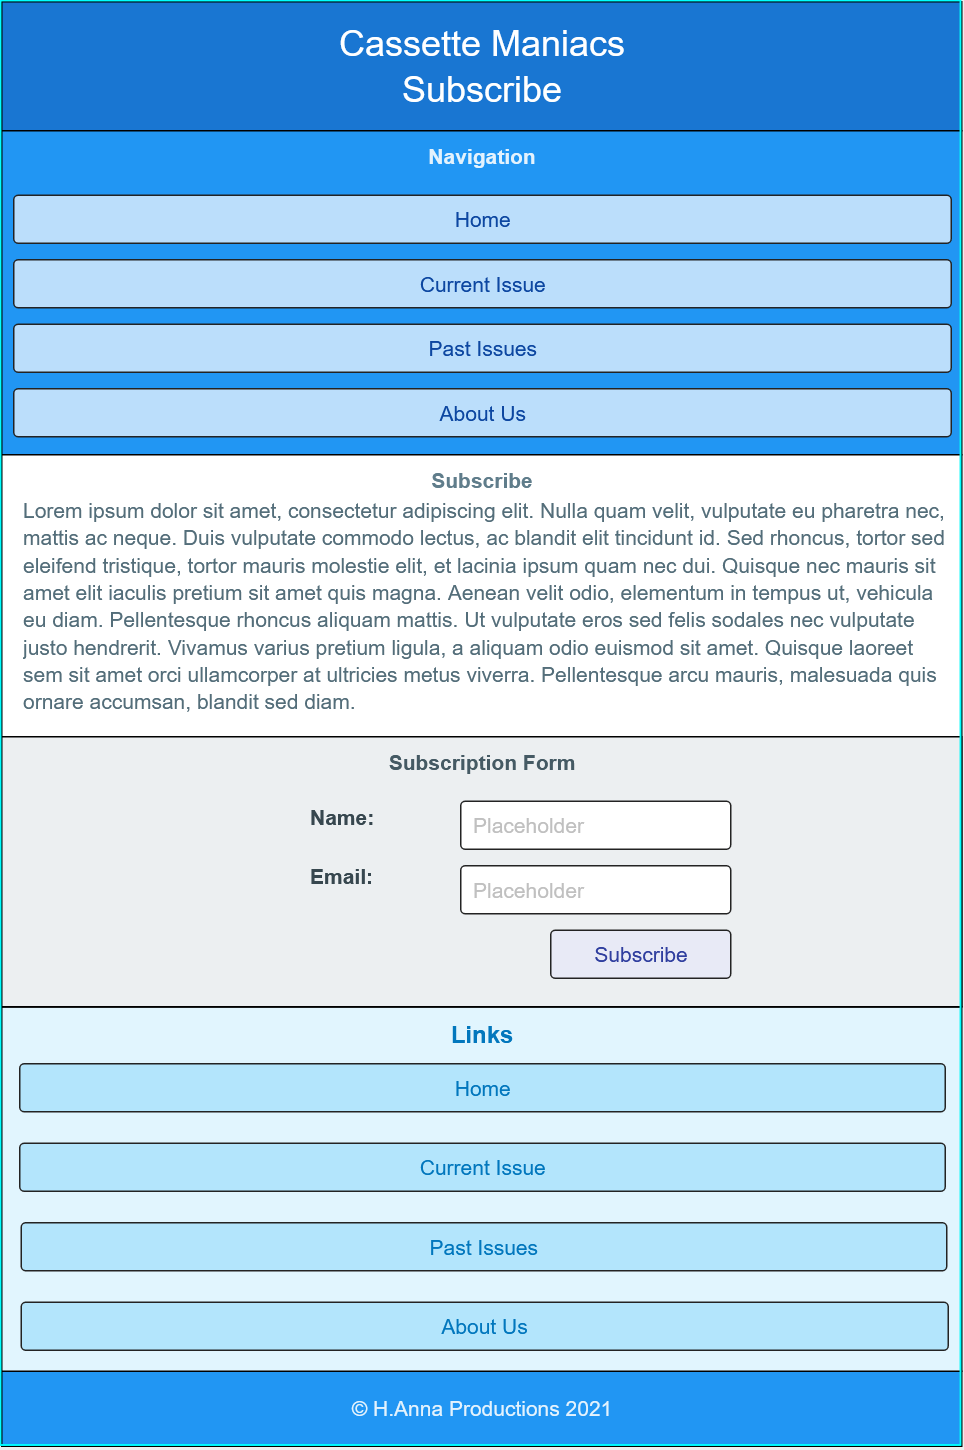 Cassette Maniacs
Subscribe
Navigation
Home
Current Issue
Past Issues
About Us
Subscribe
Lorem ipsum dolor sit amet, consectetur adipiscing elit. Nulla quam velit, vulputate eu pharetra nec,
mattis ac neque. Duis vulputate commodo lectus, ac blandit elit tincidunt id. Sed rhoncus, tortor sed
eleifend tristique, tortor mauris molestie elit, et lacinia ipsum quam nec dui. Quisque nec mauris sit
amet elit iaculis pretium sit amet quis magna. Aenean velit odio, elementum in tempus ut, vehicula
eu diam. Pellentesque rhoncus aliquam mattis. Ut vulputate eros sed felis sodales nec vulputate
justo hendrerit. Vivamus varius pretium ligula, a aliquam odio euismod sit amet. Quisque laoreet
sem sit amet orci ullamcorper at ultricies metus viverra. Pellentesque arcu mauris, malesuada quis
ornare accumsan, blandit sed diam.
Subscription Form
Name:
Placeholder
Email:
Placeholder
Subscribe
Links
Home
Current Issue
Past Issues
About Us
© H.Anna Productions 2021